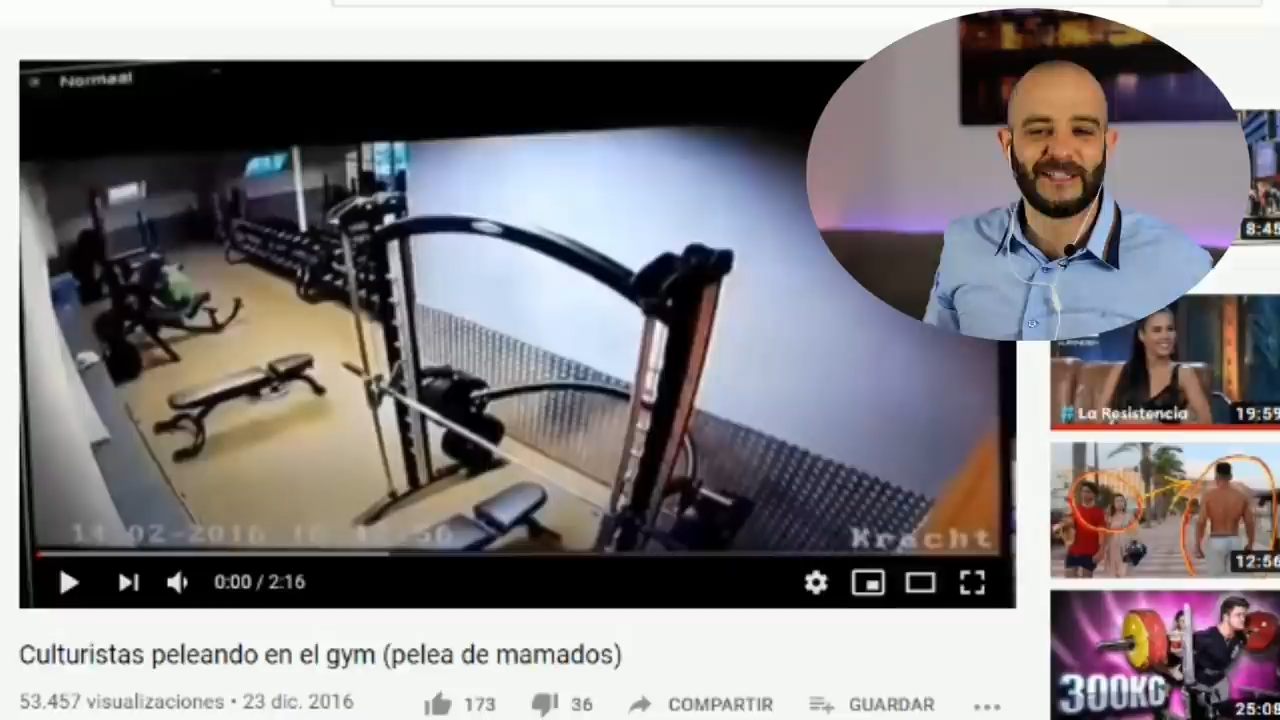 Normaal
8:45
# La Resistencia
19:59
12:56
Kracht
0:00 / 2:16
Culturistas peleando en el gym (pelea de mamados)
53.457 visualizaciones • 23 dic. 2016
173
36
COMPARTIR
GUARDAR
300KG
25:08